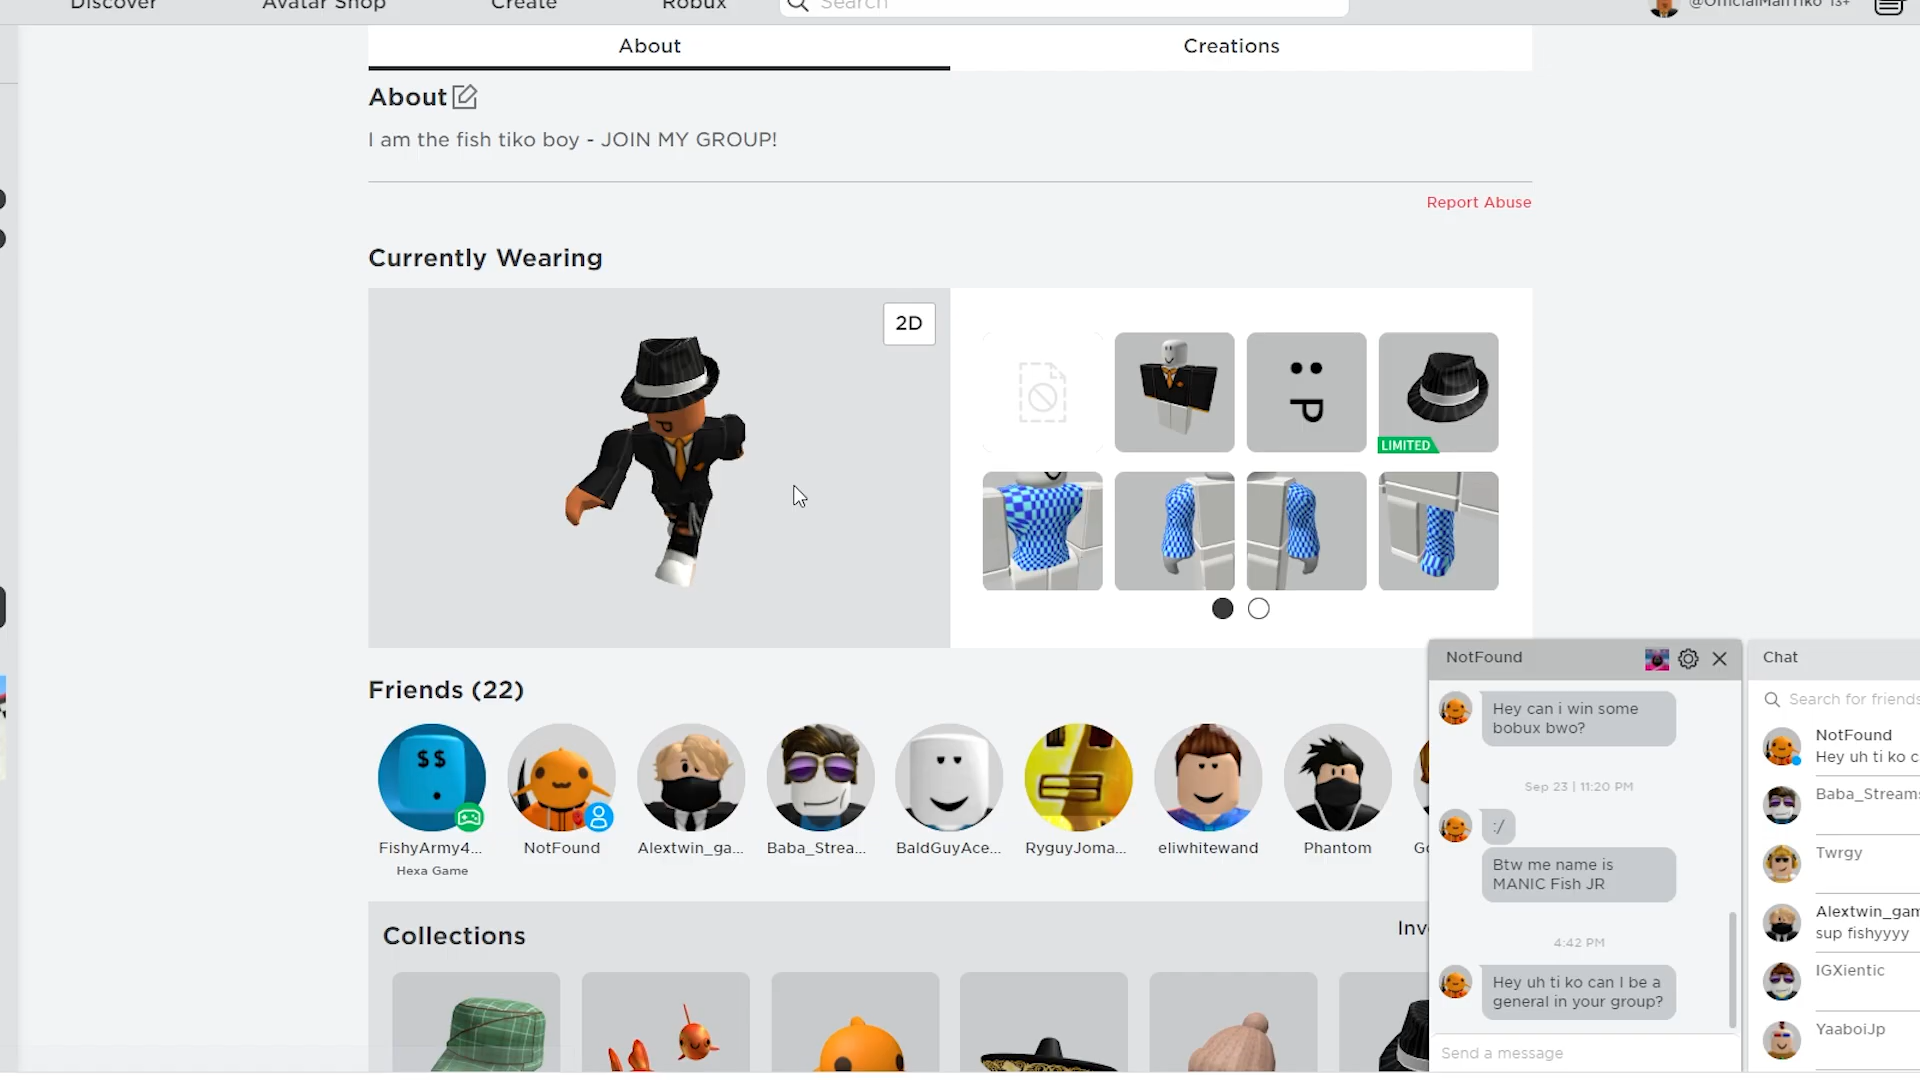 Discover
Avatar Shop
Create
Robux
Search
@OfficialManTiko 13+
About
Creations
About
I am the fish tiko boy - JOIN MY GROUP!
Report Abuse
Currently Wearing
2D
LIMITED
Friends (22)
FishyArmy4...
NotFound
Alextwin_ga...
Baba_Strea...
BaldGuyAce...
RyguyJoma...
eliwhitewand
Phantom
Hexa Game
Collections
NotFound
Hey can i win some
bobux bwo?
Sep 23 | 11:20 PM
:/
Btw me name is
MANIC Fish JR
4:42 PM
Hey uh ti ko can I be a
general in your group?
Send a message
Chat
Search for friends
NotFound
Hey uh ti ko c
Baba_Streams
Twrgy
Alextwin_gam
sup fishyyyy
IGXientic
YaaboiJp